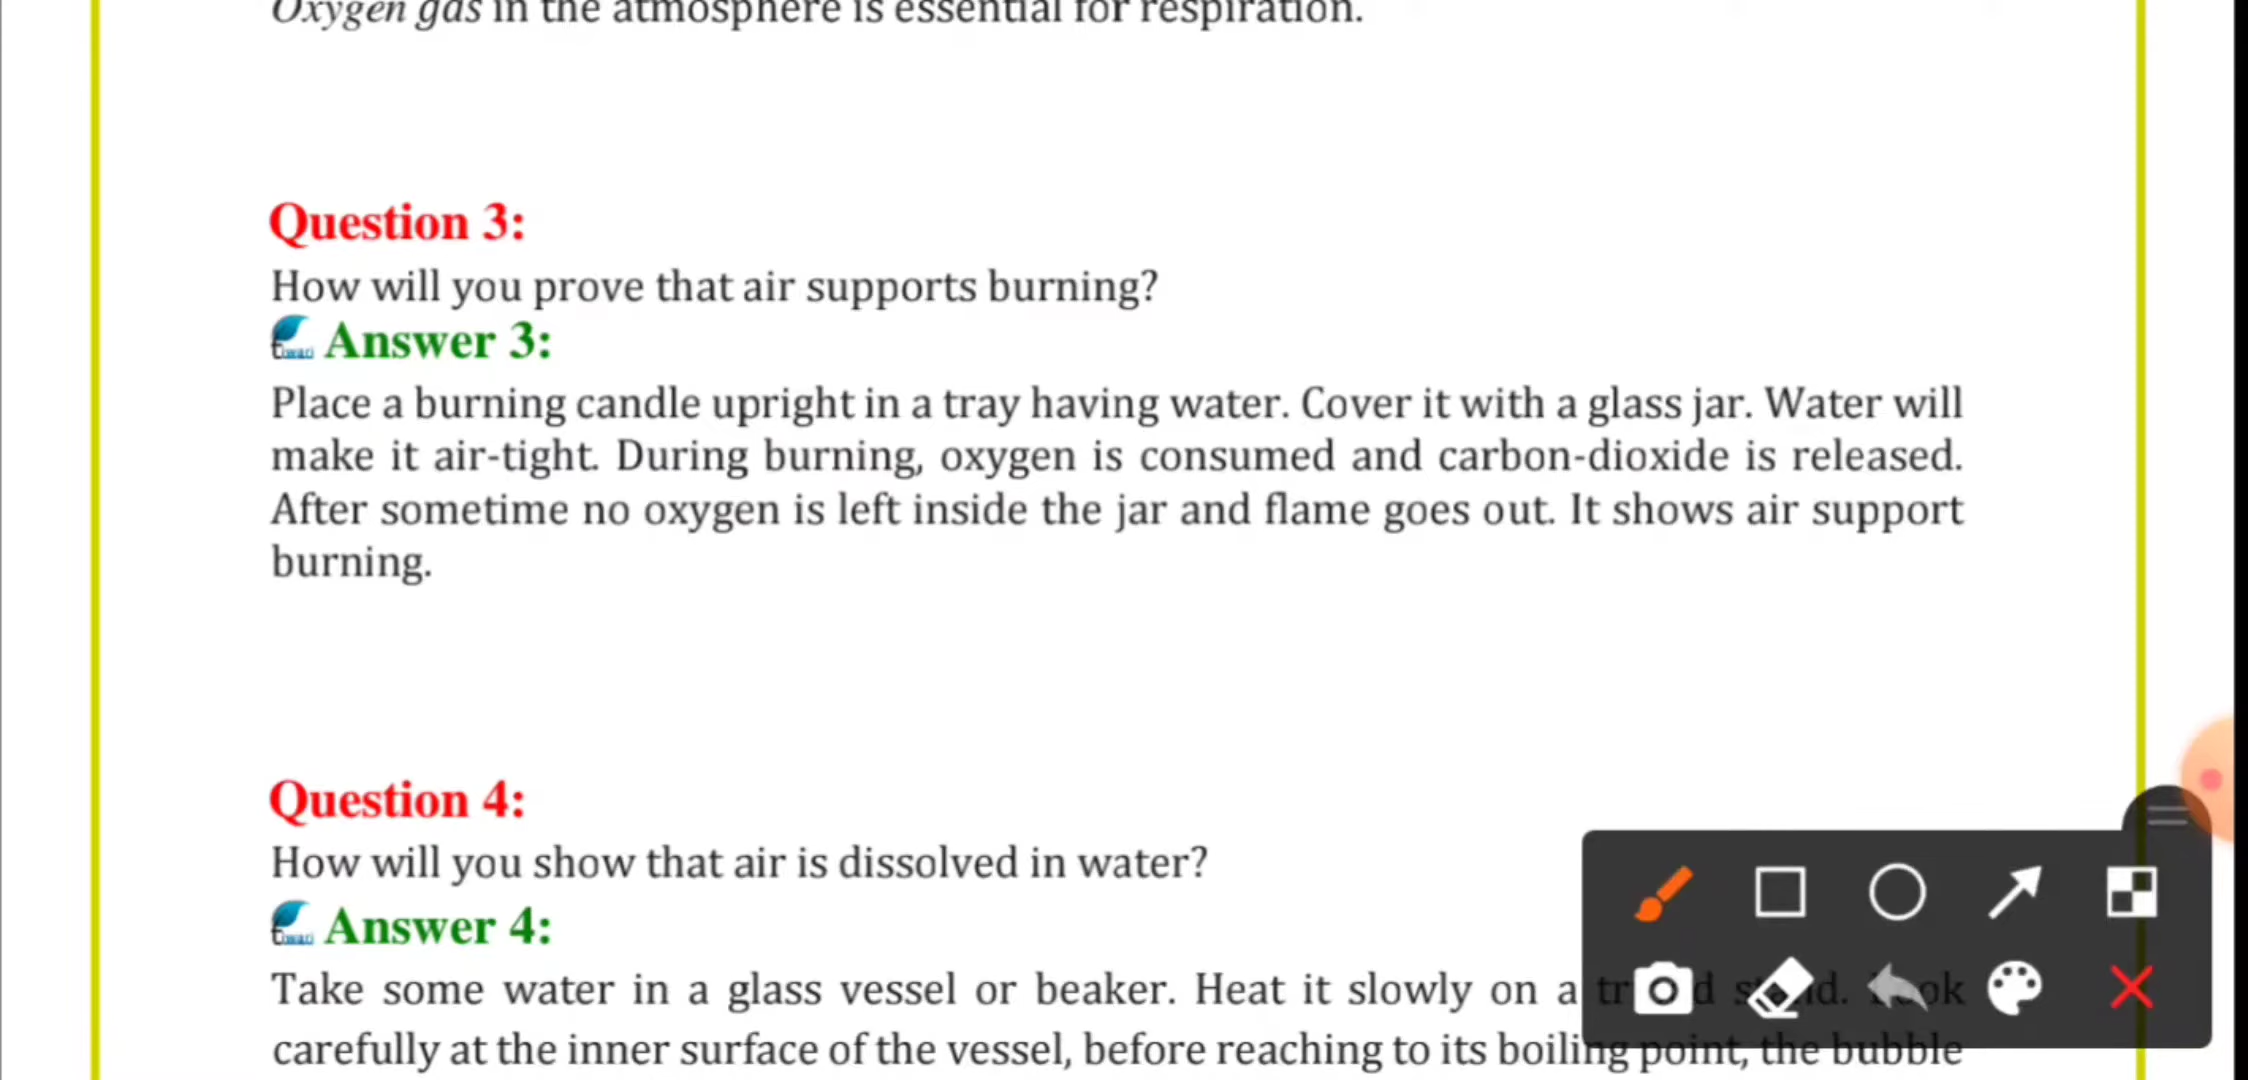 Oxygen gas in the atmosphere is essential for respiration.
Question 3:
How will you prove that air supports burning?
Answer 3:
Place a burning candle upright in a tray having water. Cover it with a glass jar. Water will
make it air-tight. During burning, oxygen is consumed and carbon-dioxide is released.
After sometime no oxygen is left inside the jar and flame goes out. It shows air support
burning.
Question 4:
How will you show that air is dissolved in water?
Answer 4:
Take some water in a glass vessel or beaker. Heat it slowly on a
carefully at the inner surface of the vessel, before reaching to its boiling point, the bubble